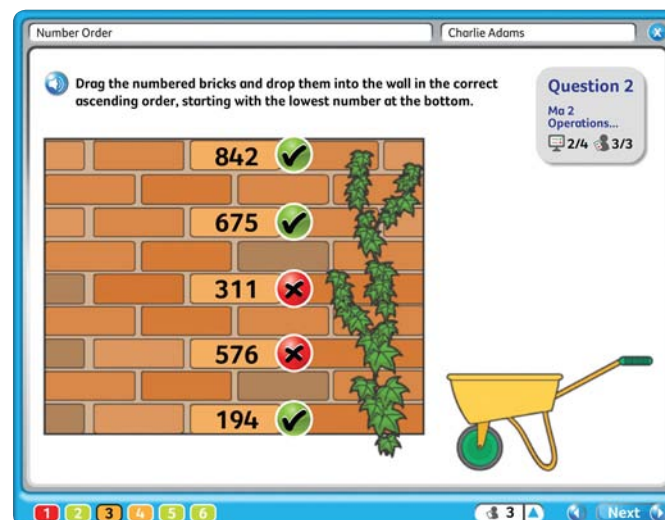 Number Order
Charlie Adams
Drag the numbered bricks and drop them into the wall in the correct
ascending order, starting with the lowest number at the bottom.
Question 2
Ma 2
Operations...
2/4 3/3
842
675
311
576
194
1 2 3 4 5 6
3
Next